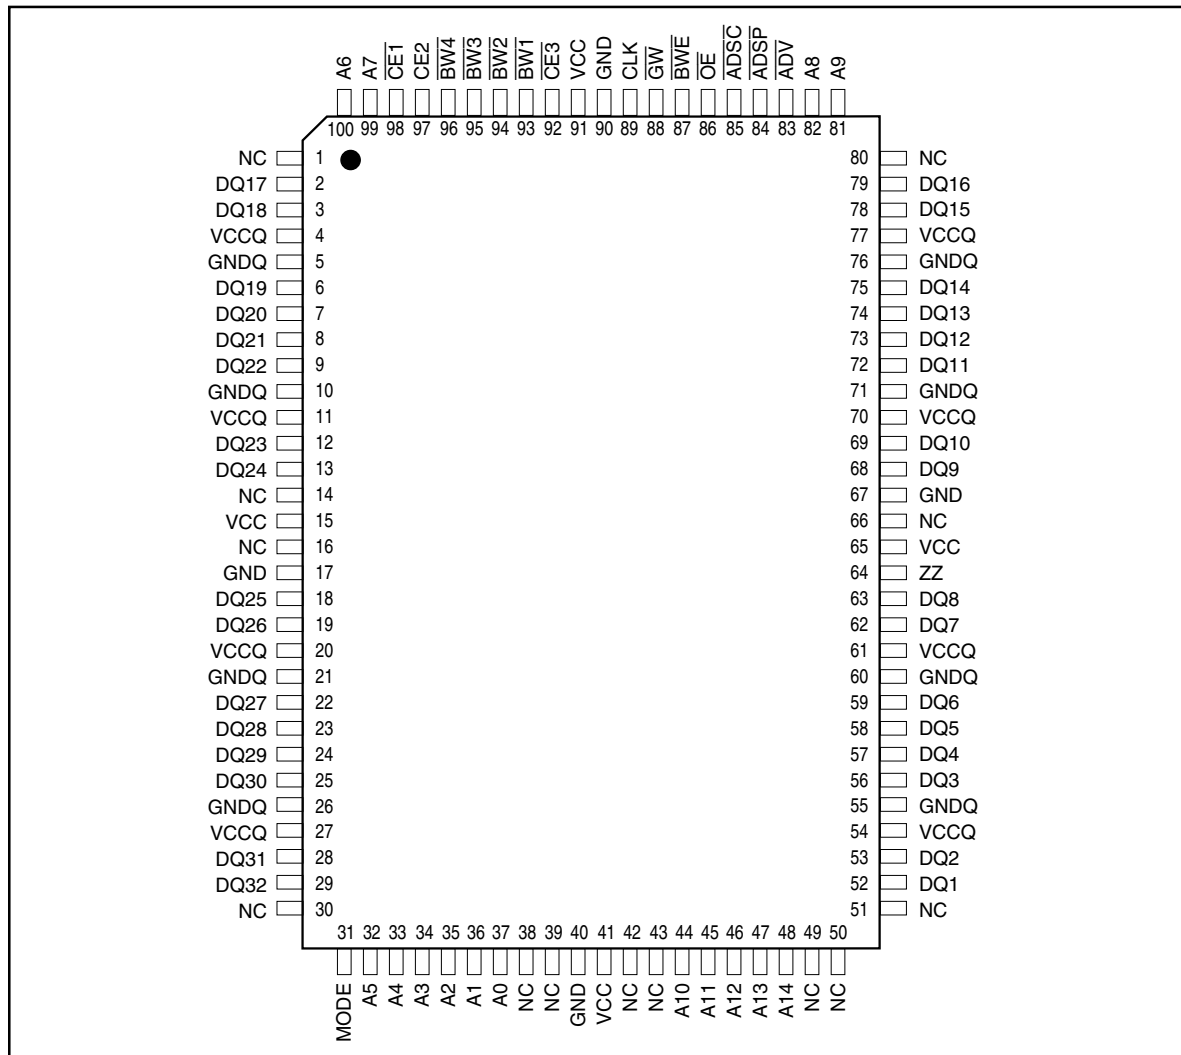 A6 A7 CE1 CE2 BW4 BW3 BW2 BW1 CE3 VCC GND CLK GW BWE OE ADSC ADSP ADV A8 A9
100 99 98 97 96 95 94 93 92 91 90 89 88 87 86 85 84 83 82 81
NC 1 80 NC
DQ17 2 79 DQ16
DQ18 3 78 DQ15
VCCQ 4 77 VCCQ
GNDQ 5 76 GNDQ
DQ19 6 75 DQ14
DQ20 7 74 DQ13
DQ21 8 73 DQ12
DQ22 9 72 DQ11
GNDQ 10 71 GNDQ
VCCQ 11 70 VCCQ
DQ23 12 69 DQ10
DQ24 13 68 DQ9
NC 14 67 GND
VCC 15 66 NC
NC 16 65 VCC
GND 17 64 ZZ
DQ25 18 63 DQ8
DQ26 19 62 DQ7
VCCQ 20 61 VCCQ
GNDQ 21 60 GNDQ
DQ27 22 59 DQ6
DQ28 23 58 DQ5
DQ29 24 57 DQ4
DQ30 25 56 DQ3
GNDQ 26 55 GNDQ
VCCQ 27 54 VCCQ
DQ31 28 53 DQ2
DQ32 29 52 DQ1
NC 30 51 NC
31 32 33 34 35 36 37 38 39 40 41 42 43 44 45 46 47 48 49 50
MODE A5 A4 A3 A2 A1 A0 NC NC GND VCC NC NC A10 A11 A12 A13 A14 NC NC